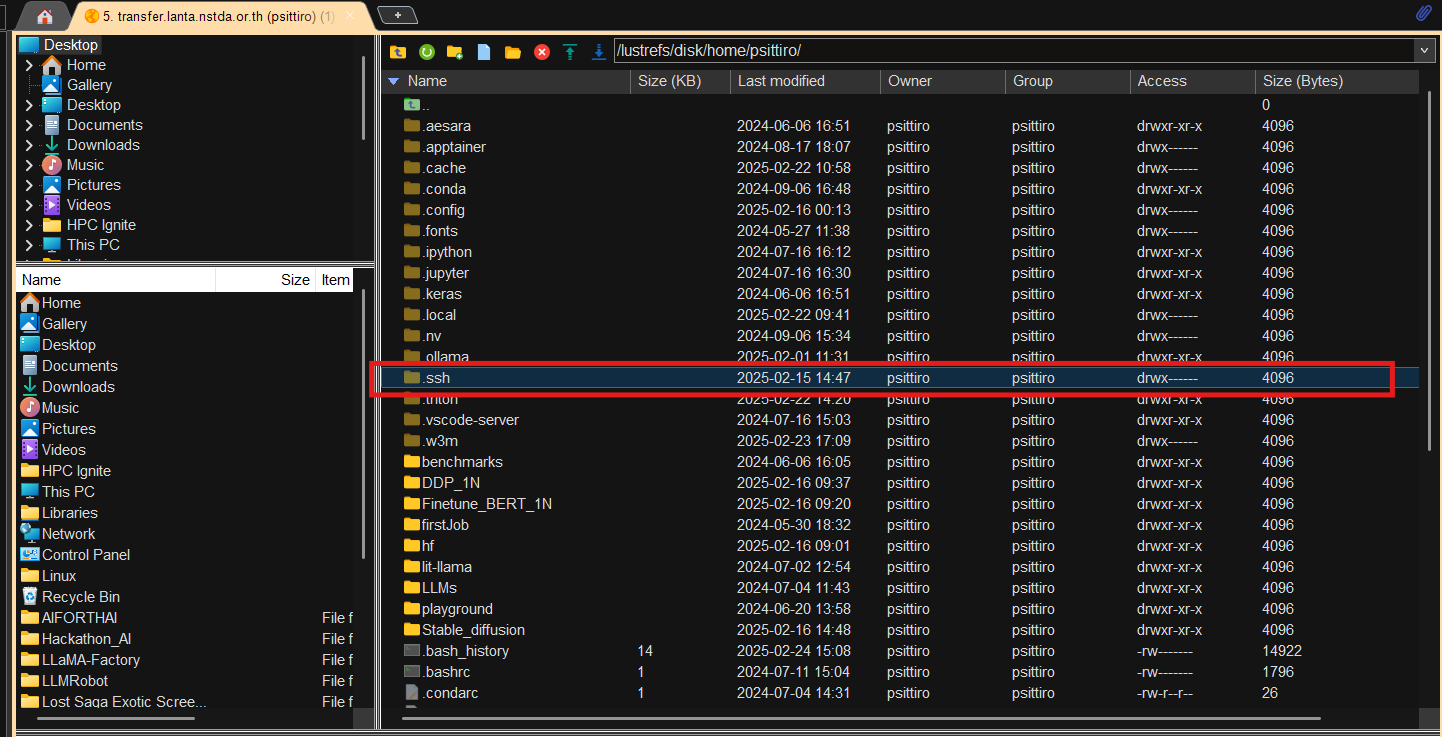 5. transfer.lanta.nstda.or.th (psittiro) (1)
Desktop
Home
Gallery
Desktop
Documents
Downloads
Music
Pictures
Videos
HPC Ignite
This PC
Name Size Item
Home
Gallery
Desktop
Documents
Downloads
Music
Pictures
Videos
HPC Ignite
This PC
Libraries
Network
Control Panel
Linux
Recycle Bin
AIFORTHAI File f
Hackathon_AI File f
LLaMA-Factory File f
LLMRobot File f
Lost Saga Exotic Scree... File f
/lustrefs/disk/home/psittiro/
Name Size (KB) Last modified Owner Group Access Size (Bytes)
.. 0
.aesara 2024-06-06 16:51 psittiro psittiro drwxr-xr-x 4096
.apptainer 2024-08-17 18:07 psittiro psittiro drwx------ 4096
.cache 2025-02-22 10:58 psittiro psittiro drwx------ 4096
.conda 2024-09-06 16:48 psittiro psittiro drwxr-xr-x 4096
.config 2025-02-16 00:13 psittiro psittiro drwx------ 4096
.fonts 2024-05-27 11:38 psittiro psittiro drwx------ 4096
.ipython 2024-07-16 16:12 psittiro psittiro drwxr-xr-x 4096
.jupyter 2024-07-16 16:30 psittiro psittiro drwxr-xr-x 4096
.keras 2024-06-06 16:51 psittiro psittiro drwxr-xr-x 4096
.local 2025-02-22 09:41 psittiro psittiro drwx------ 4096
.nv 2024-09-06 15:34 psittiro psittiro drwx------ 4096
.ollama 2025-02-01 11:31 psittiro psittiro drwxr-xr-x 4096
.ssh 2025-02-15 14:47 psittiro psittiro drwx------ 4096
.triton 2025-02-22 14:20 psittiro psittiro drwxr-xr-x 4096
.vscode-server 2024-07-16 15:03 psittiro psittiro drwxr-xr-x 4096
.w3m 2025-02-23 17:09 psittiro psittiro drwx------ 4096
benchmarks 2024-06-06 16:05 psittiro psittiro drwxr-xr-x 4096
DDP_1N 2025-02-16 09:37 psittiro psittiro drwxr-xr-x 4096
Finetune_BERT_1N 2025-02-16 09:20 psittiro psittiro drwxr-xr-x 4096
firstJob 2024-05-30 18:32 psittiro psittiro drwxr-xr-x 4096
hf 2025-02-16 09:01 psittiro psittiro drwxr-xr-x 4096
lit-llama 2024-07-02 12:54 psittiro psittiro drwxr-xr-x 4096
LLMs 2024-07-04 11:43 psittiro psittiro drwxr-xr-x 4096
playground 2024-06-20 13:58 psittiro psittiro drwxr-xr-x 4096
Stable_diffusion 2025-02-16 14:48 psittiro psittiro drwxr-xr-x 4096
.bash_history 14 2025-02-24 15:08 psittiro psittiro -rw------- 14922
.bashrc 1 2024-07-11 15:04 psittiro psittiro -rw------- 1796
.condarc 1 2024-07-04 14:31 psittiro psittiro -rw-r--r-- 26